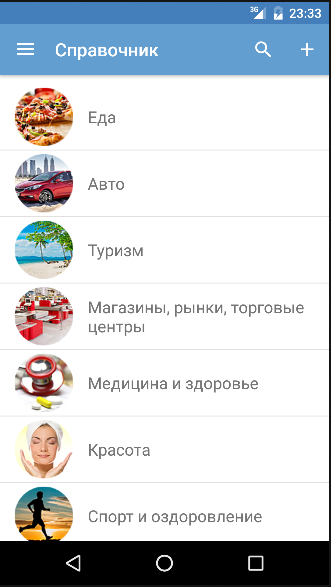 3G 23:33
Справочник
Еда
Авто
Туризм
Магазины, рынки, торговые
центры
Медицина и здоровье
Красота
Спорт и оздоровление